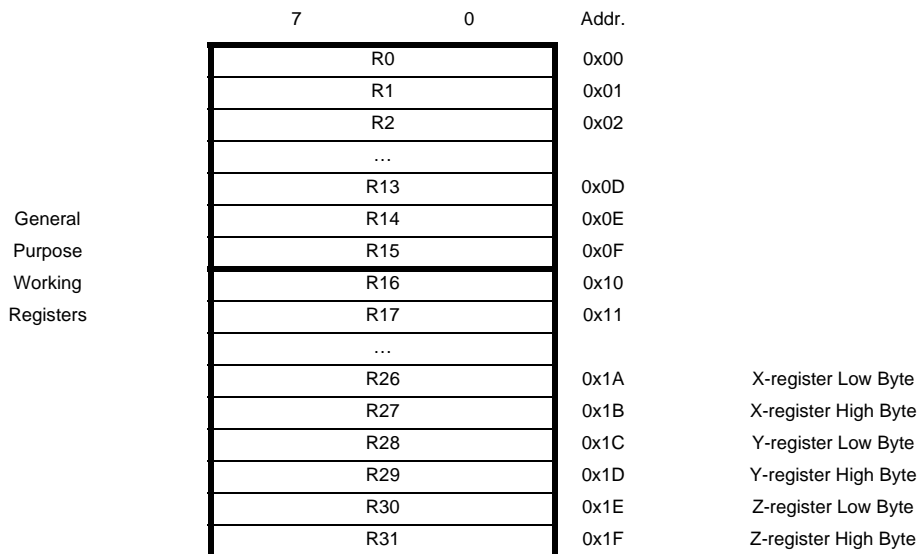 7 0 Addr.
R0 0x00
R1 0x01
R2 0x02
…
R13 0x0D
General R14 0x0E
Purpose R15 0x0F
Working R16 0x10
Registers R17 0x11
…
R26 0x1A X-register Low Byte
R27 0x1B X-register High Byte
R28 0x1C Y-register Low Byte
R29 0x1D Y-register High Byte
R30 0x1E Z-register Low Byte
R31 0x1F Z-register High Byte